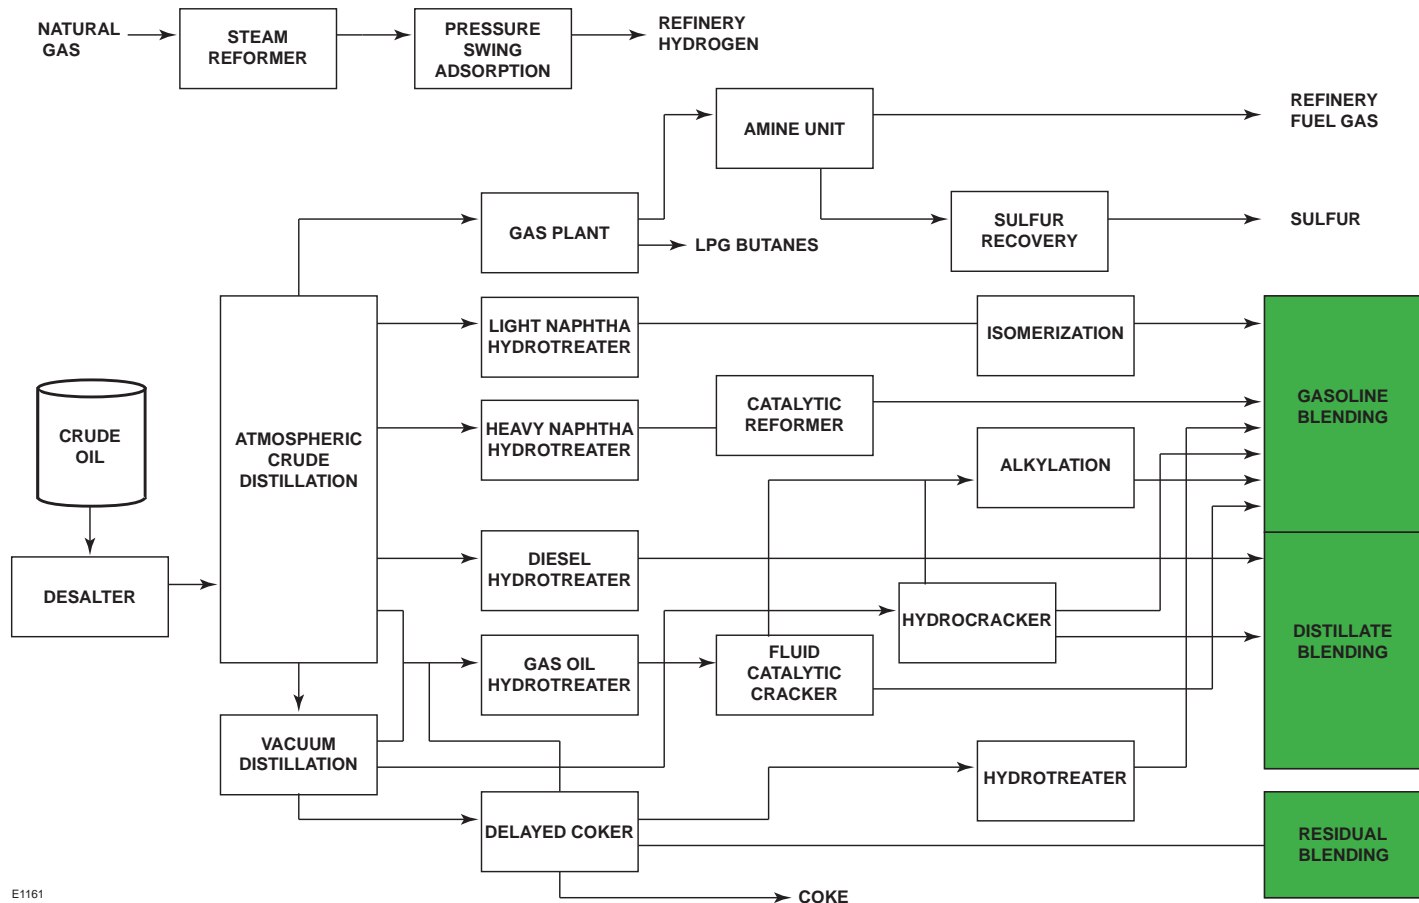 NATURAL
GAS
STEAM
REFORMER
PRESSURE
SWING
ADSORPTION
REFINERY
HYDROGEN
AMINE UNIT
REFINERY
FUEL GAS
GAS PLANT
LPG BUTANES
SULFUR
RECOVERY
SULFUR
LIGHT NAPHTHA
HYDROTREATER
ISOMERIZATION
CRUDE
OIL
ATMOSPHERIC
CRUDE
DISTILLATION
HEAVY NAPHTHA
HYDROTREATER
CATALYTIC
REFORMER
ALKYLATION
GASOLINE
BLENDING
DESALTER
DIESEL
HYDROTREATER
HYDROCRACKER
DISTILLATE
BLENDING
GAS OIL
HYDROTREATER
FLUID
CATALYTIC
CRACKER
VACUUM
DISTILLATION
HYDROTREATER
DELAYED COKER
RESIDUAL
BLENDING
COKE
E1161